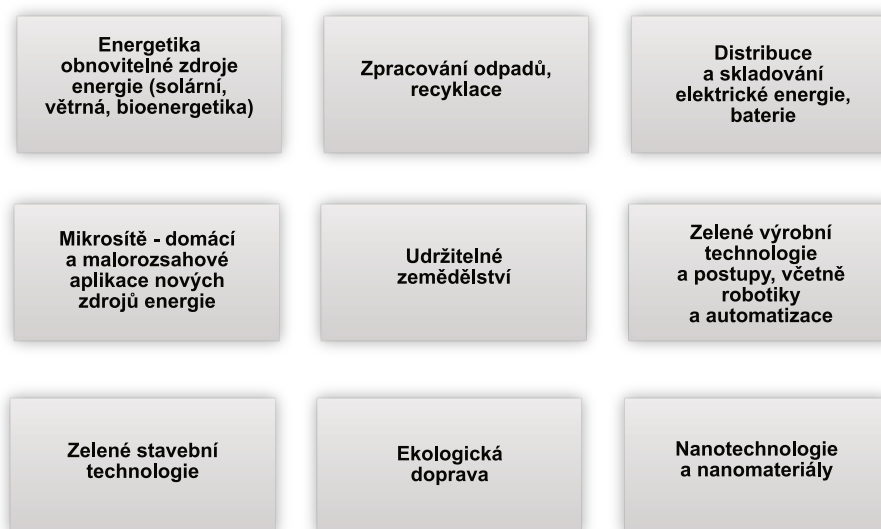 Energetika
obnovitelné zdroje
energie (solární,
větrná, bioenergetika)
Zpracování odpadů,
recyklace
Distribuce
a skladování
elektrické energie,
baterie
Mikrosítě - domácí
a malorozsahové
aplikace nových
zdrojů energie
Udržitelné
zemědělství
Zelené výrobní
technologie
a postupy, včetně
robotiky
a automatizace
Zelené stavební
technologie
Ekologická
doprava
Nanotechnologie
a nanomateriály